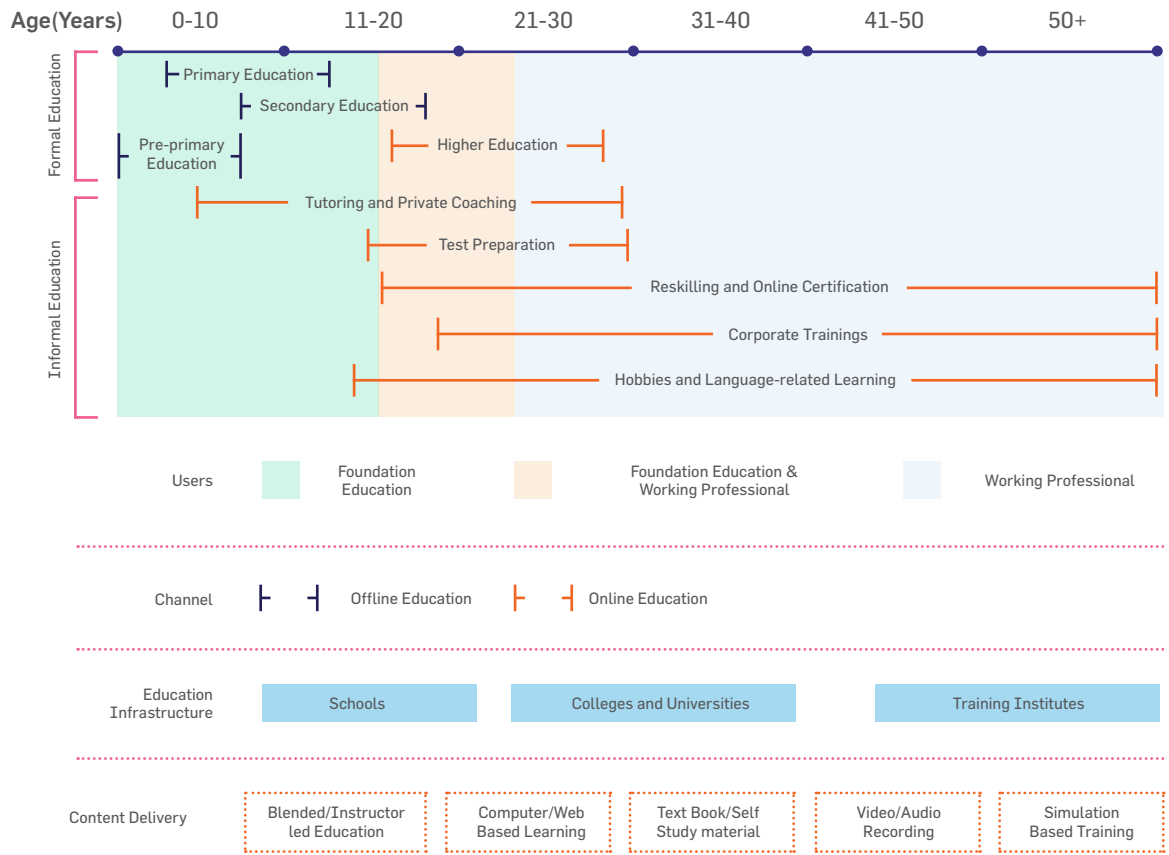 Age(Years) 0-10 11-20 21-30 31-40 41-50 50+
Formal Education
Primary Education
Secondary Education
Pre-primary
Education
Higher Education
Informal Education
Tutoring and Private Coaching
Test Preparation
Reskilling and Online Certification
Corporate Trainings
Hobbies and Language-related Learning
Users
Foundation
Education
Foundation Education &
Working Professional
Working Professional
Channel
Offline Education
Online Education
Education
Infrastructure
Schools
Colleges and Universities
Training Institutes
Content Delivery
Blended/Instructor
led Education
Computer/Web
Based Learning
Text Book/Self
Study material
Video/Audio
Recording
Simulation
Based Training